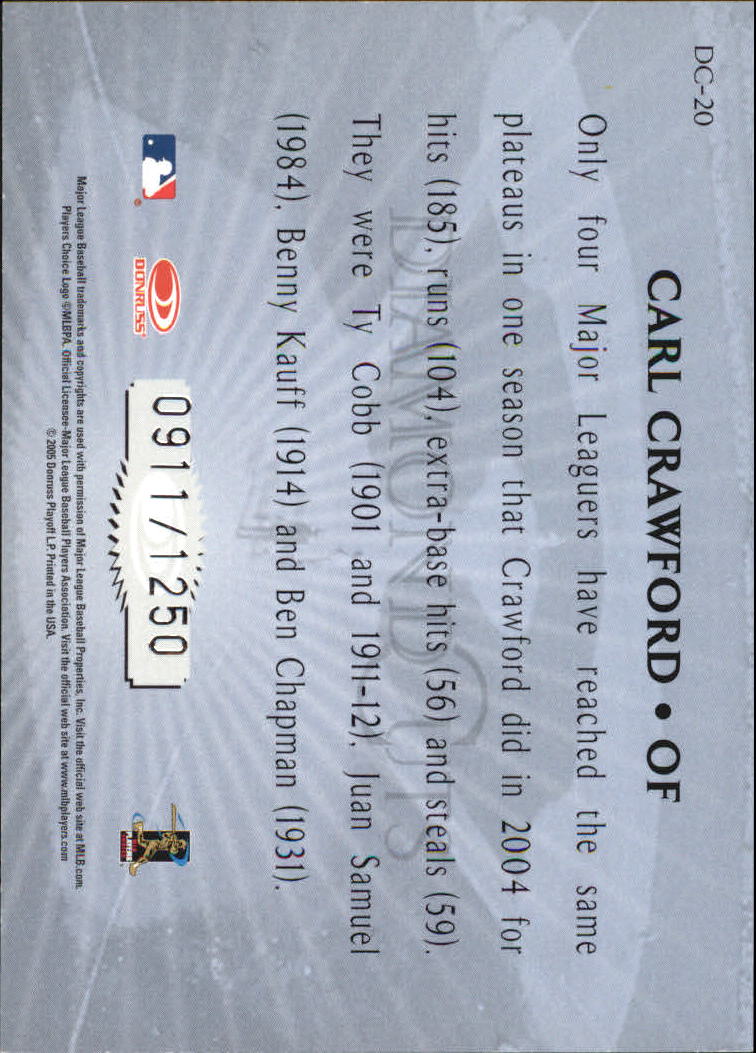 DC-20
CARL CRAWFORD • OF
Only four Major Leaguers have reached the same
plateaus in one season that Crawford did in 2004 for
hits (185), runs (104), extra-base hits (56) and steals (59).
They were Ty Cobb (1901 and 1911-12), Juan Samuel
(1984), Benny Kauff (1914) and Ben Chapman (1931).
DIAMOND CUTS
DONRUSS
0911/1250
PLAYERS
Major League Baseball trademarks and copyrights are used with permission of Major League Baseball Properties, Inc. Visit the official web site at MLB.com.
Players Choice Logo ©MLBPA. Official Licensee-Major League Baseball Players Association. Visit the official web site at www.mlbplayers.com
© 2005 Donruss Playoff L.P. Printed in the USA.